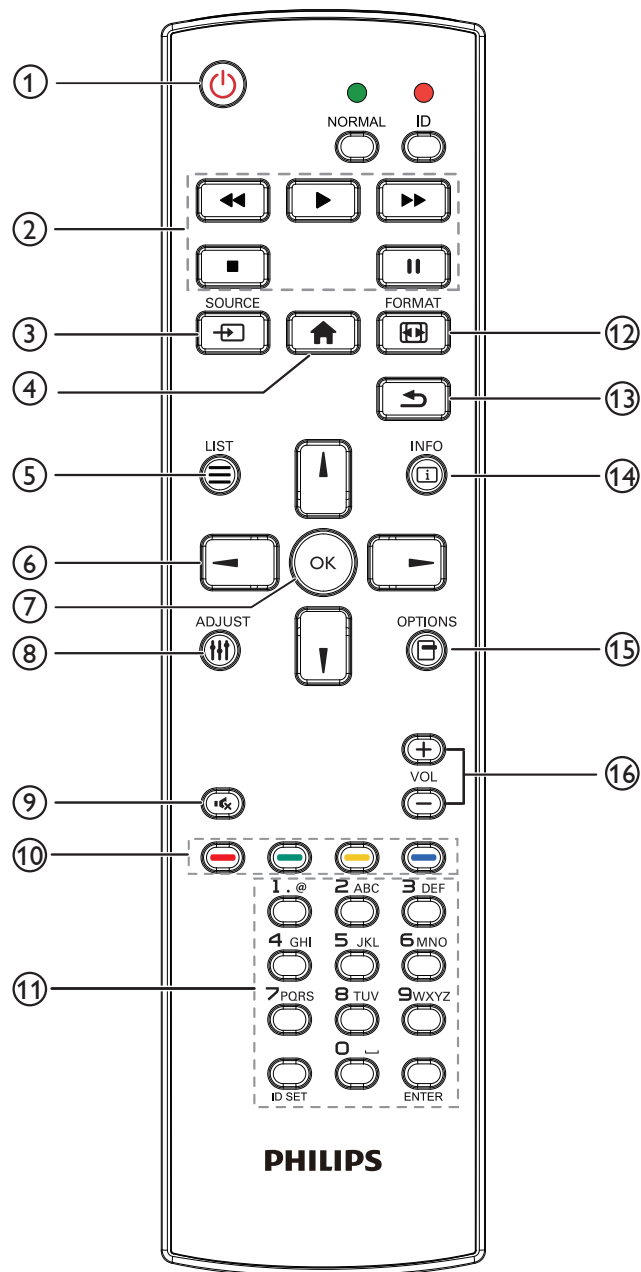 ①
NORMAL ID
②
SOURCE FORMAT
③ ⑫
④
⑬
LIST INFO
⑤ i ⑭
⑥
OK
⑦
ADJUST OPTIONS
⑧ ⑮
+
VOL ⑯
⑨ −
⑩
1.@ 2 ABC 3 DEF
4 GHI 5 JKL 6 MNO
⑪
7 PQRS 8 TUV 9 WXYZ
0 ⎵
ID SET ENTER
PHILIPS